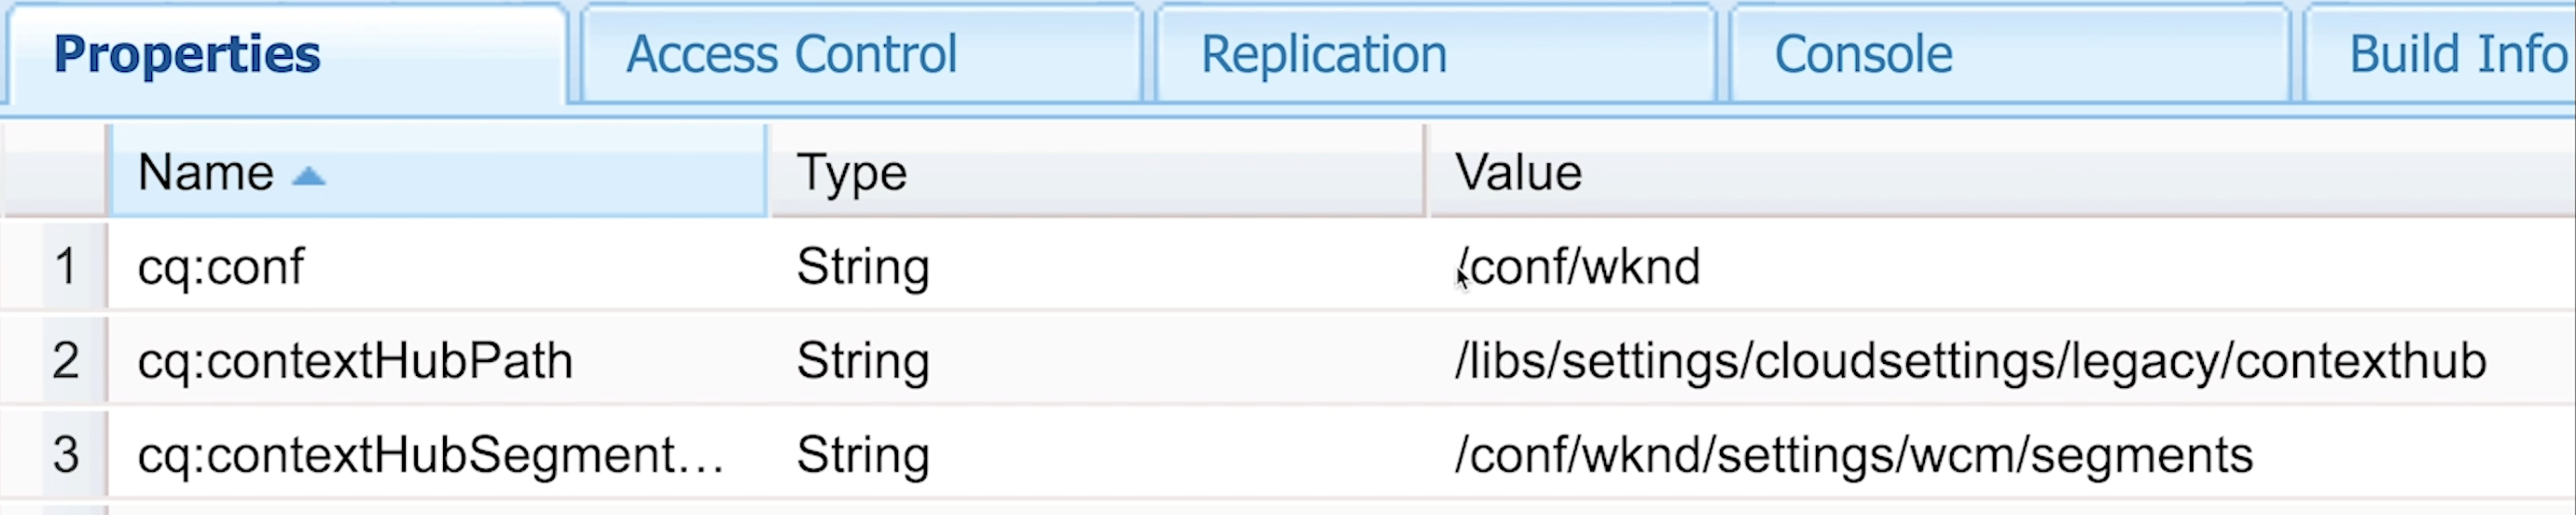 Properties Access Control Replication Console Build Info
Name Type Value
1 cq:conf String /conf/wknd
2 cq:contextHubPath String /libs/settings/cloudsettings/legacy/contexthub
3 cq:contextHubSegment... String /conf/wknd/settings/wcm/segments